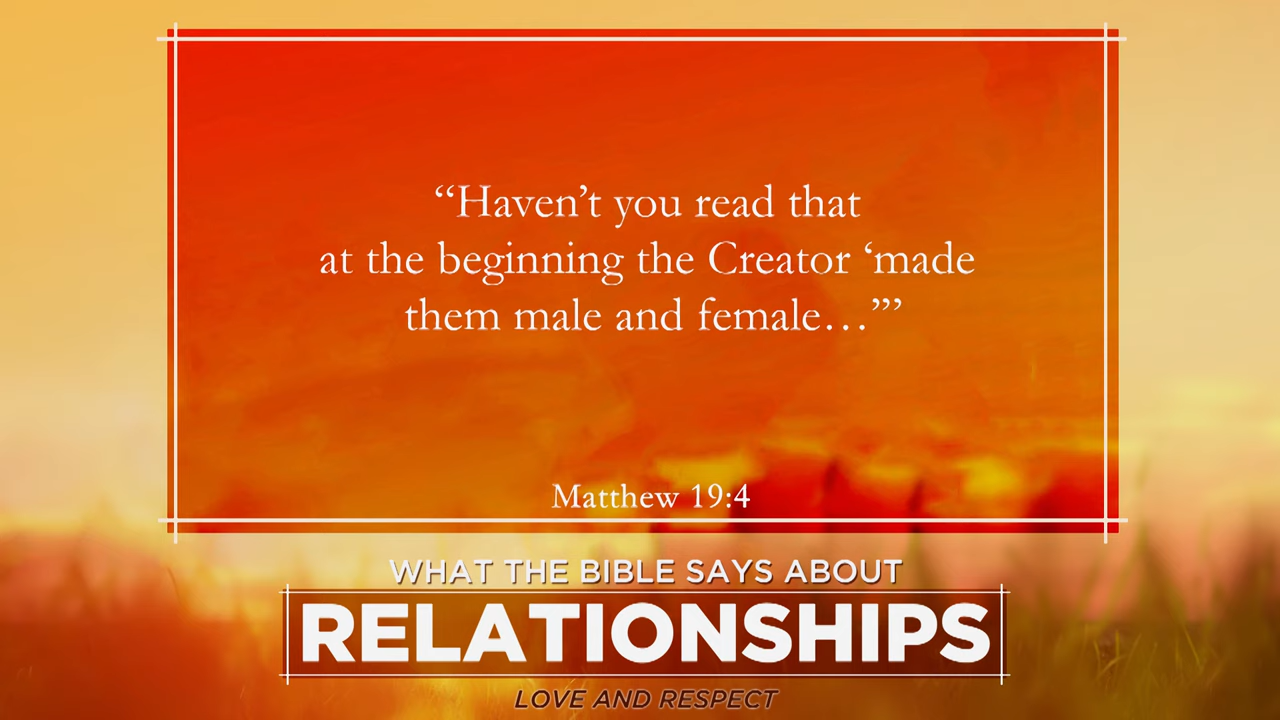 “Haven’t you read that
at the beginning the Creator ‘made
them male and female…”’
Matthew 19:4
WHAT THE BIBLE SAYS ABOUT
RELATIONSHIPS
LOVE AND RESPECT